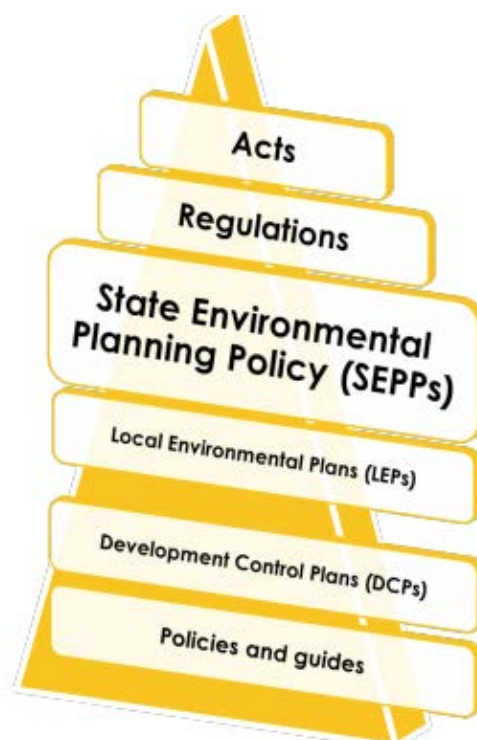 Acts
Regulations
State Environmental
Planning Policy (SEPPs)
Local Environmental Plans (LEPs)
Development Control Plans (DCPs)
Policies and guides